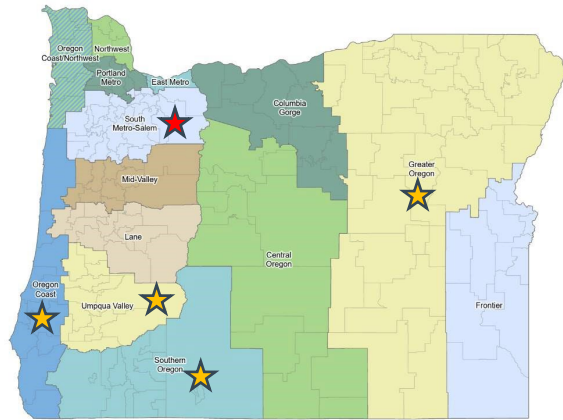 Northwest
Oregon
Coast/Northwest
Portland
Metro
East Metro
South
Metro-Salem
Columbia
Gorge
Greater
Oregon
Mid-Valley
Lane
Central
Oregon
Oregon
Coast
Umpqua Valley
Frontier
Southern
Oregon